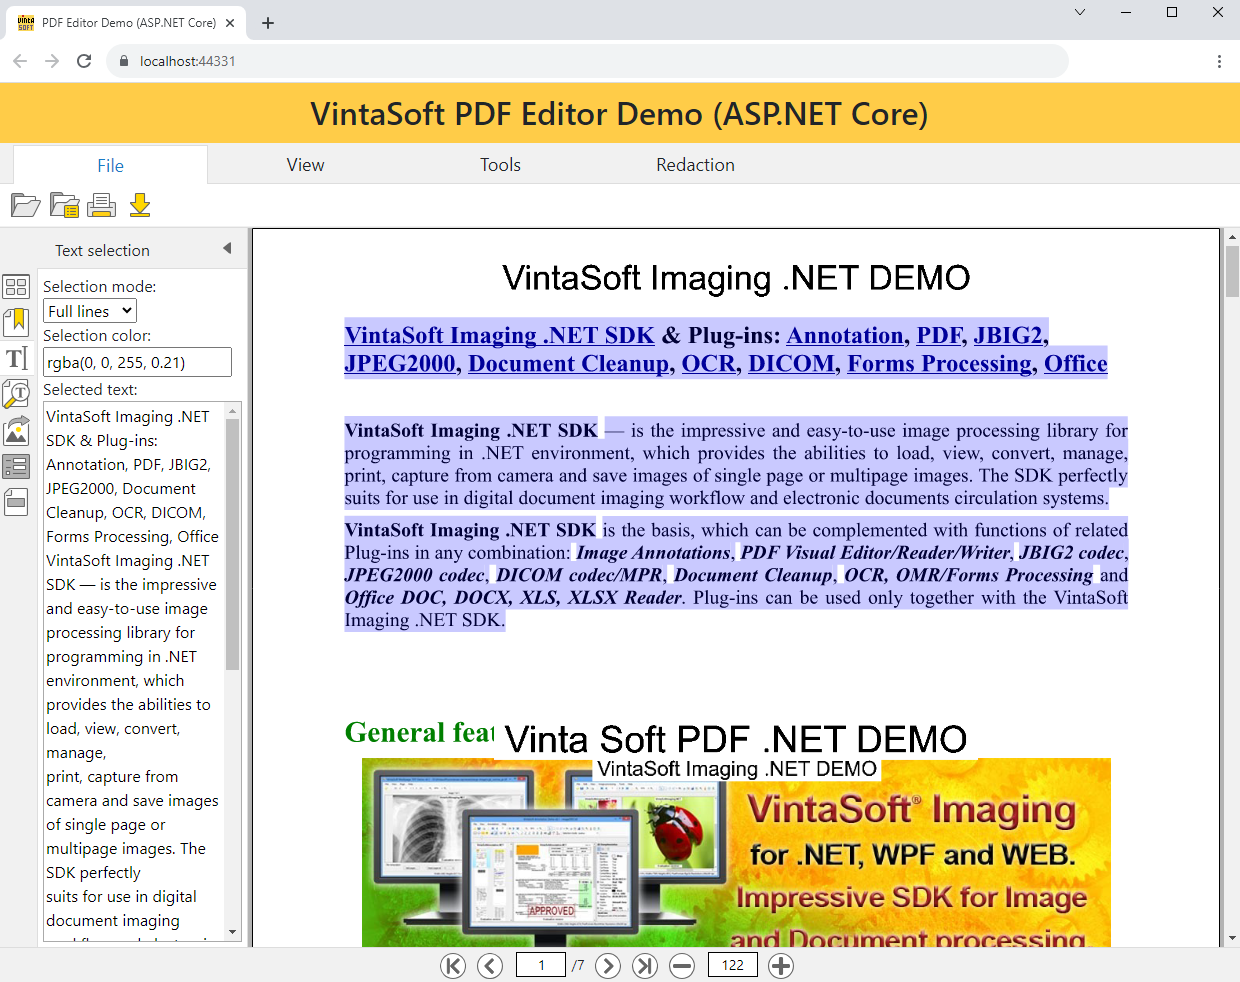 PDF Editor Demo (ASP.NET Core)
localhost:44331
VintaSoft PDF Editor Demo (ASP.NET Core)
File
View
Tools
Redaction
Text selection
Selection mode:
Full lines
Selection color:
rgba(0, 0, 255, 0.21)
Selected text:
VintaSoft Imaging .NET
SDK & Plug-ins:
Annotation, PDF, JBIG2,
JPEG2000, Document
Cleanup, OCR, DICOM,
Forms Processing, Office
VintaSoft Imaging .NET
SDK — is the impressive
and easy-to-use image
processing library for
programming in .NET
environment, which
provides the abilities to
load, view, convert,
manage,
print, capture from
camera and save images
of single page or
multipage images. The
SDK perfectly
suits for use in digital
document imaging
VintaSoft Imaging .NET DEMO
VintaSoft Imaging .NET SDK & Plug-ins: Annotation, PDF, JBIG2,
JPEG2000, Document Cleanup, OCR, DICOM, Forms Processing, Office
VintaSoft Imaging .NET SDK — is the impressive and easy-to-use image processing library for
programming in .NET environment, which provides the abilities to load, view, convert, manage,
print, capture from camera and save images of single page or multipage images. The SDK perfectly
suits for use in digital document imaging workflow and electronic documents circulation systems.
VintaSoft Imaging .NET SDK is the basis, which can be complemented with functions of related
Plug-ins in any combination: Image Annotations, PDF Visual Editor/Reader/Writer, JBIG2 codec,
JPEG2000 codec, DICOM codec/MPR, Document Cleanup, OCR, OMR/Forms Processing and
Office DOC, DOCX, XLS, XLSX Reader. Plug-ins can be used only together with the VintaSoft
Imaging .NET SDK.
General feat
Vinta Soft PDF .NET DEMO
VintaSoft Imaging .NET DEMO
VintaSoft® Imaging
for .NET, WPF and WEB.
Impressive SDK for Image
and Document processing
APPROVED
1 /7
122